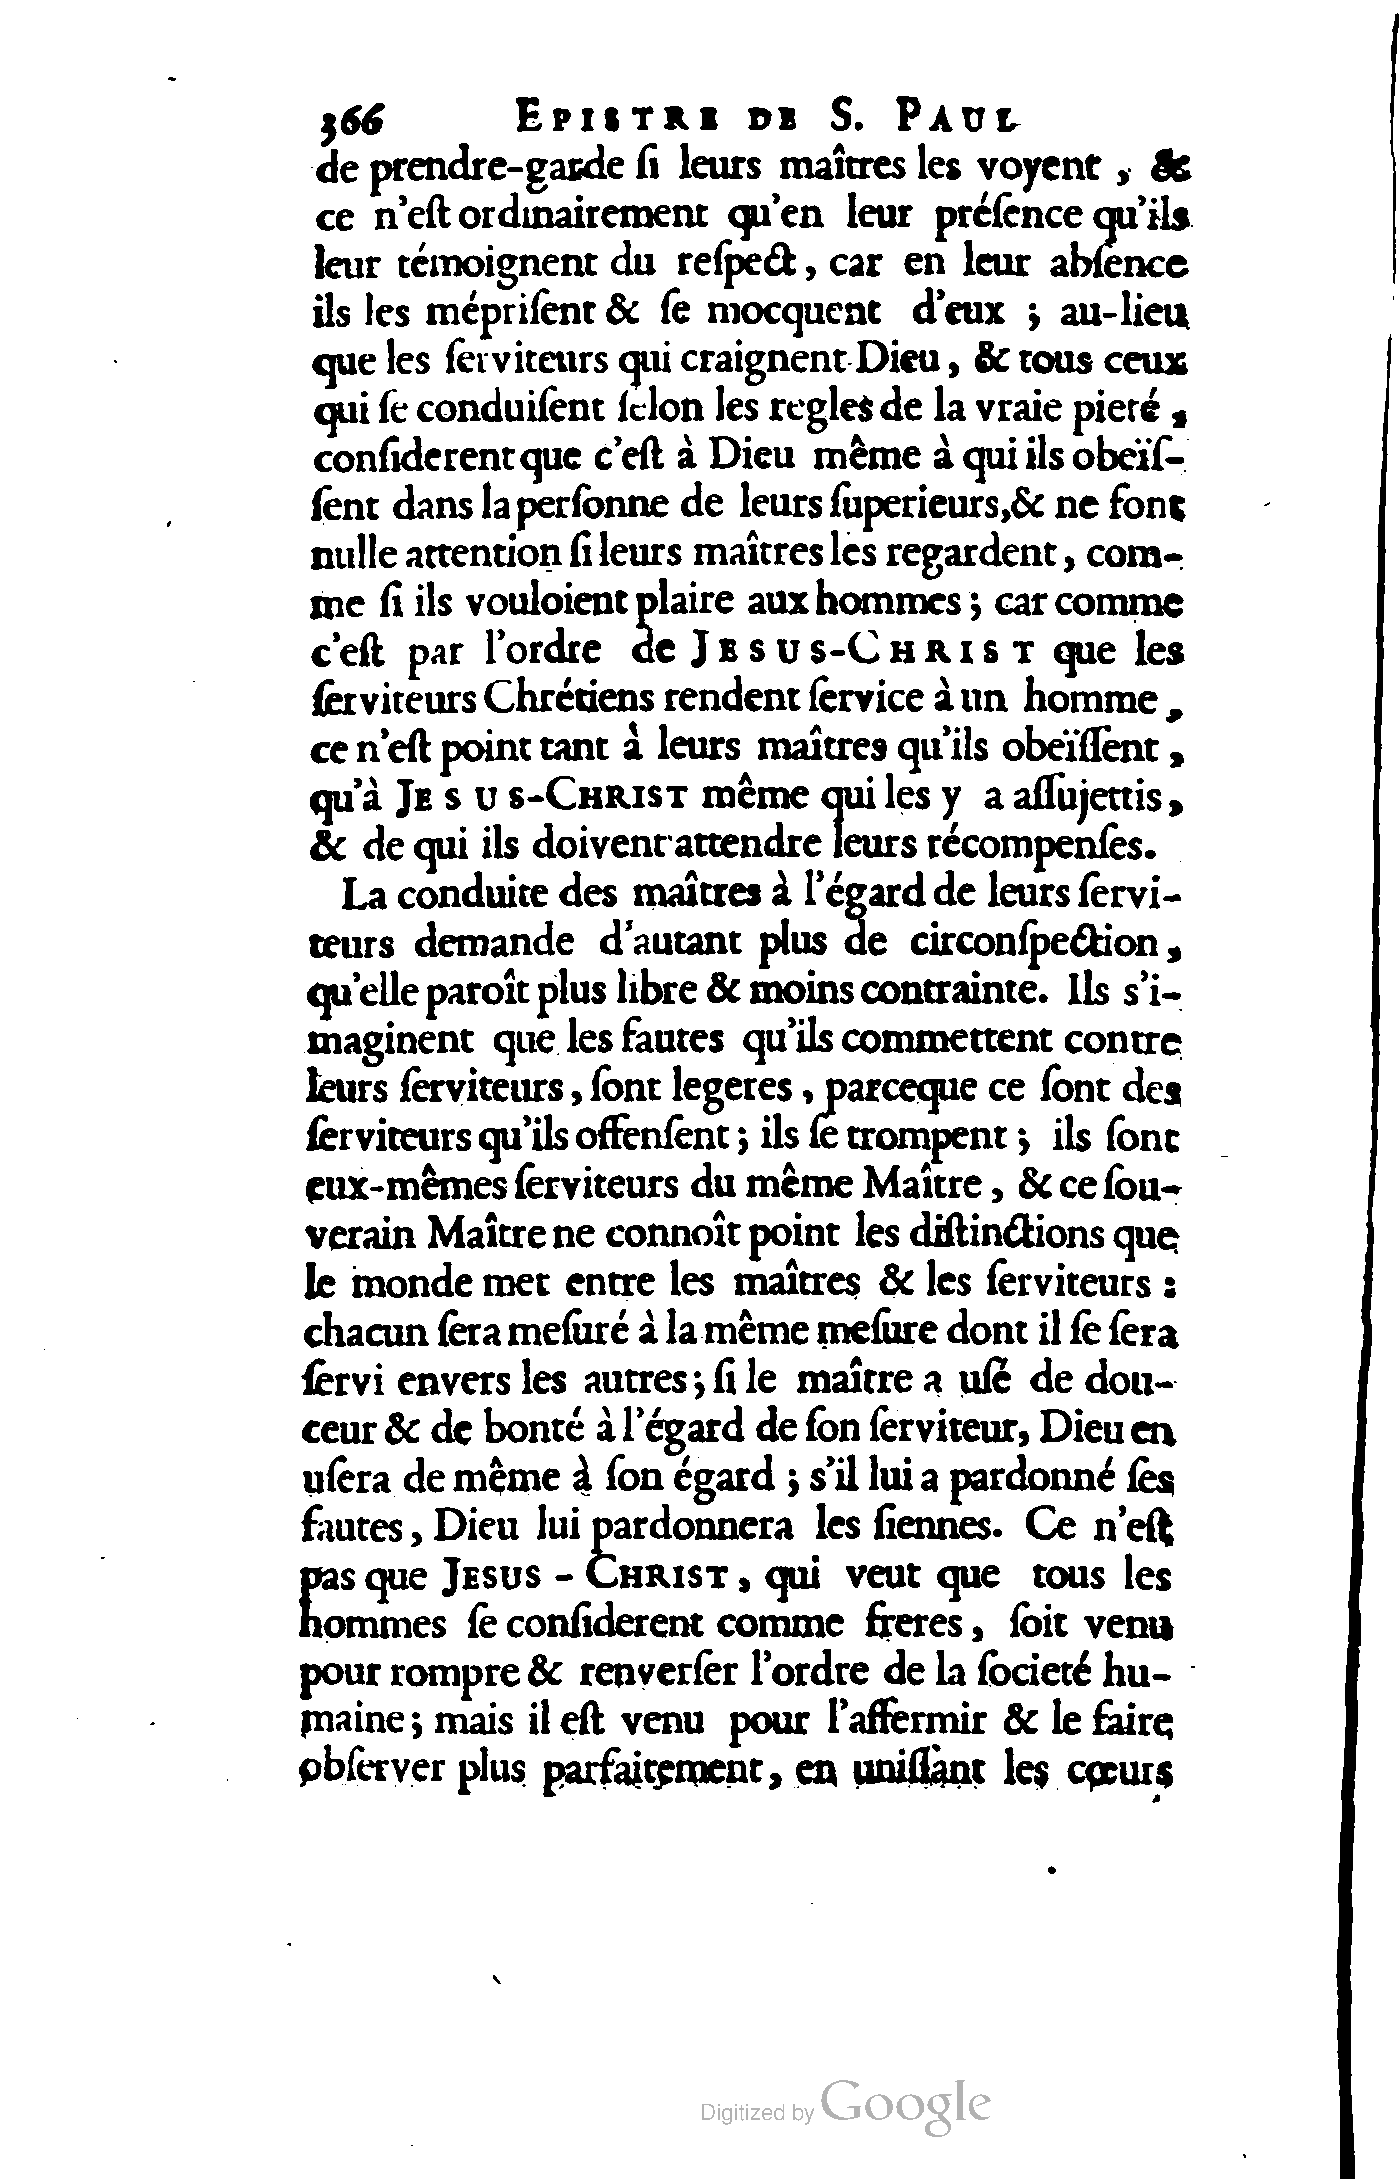 366 EPISTRE DE S. PAUL
de prendre-garde ſi leurs maîtres les voyent, &
ce n'eſt ordinairement qu'en leur préſence qu'ils
leur témoignent du reſpect, car en leur abſence
ils les mépriſent & ſe mocquent d'eux ; au-lieu
que les ſerviteurs qui craignent Dieu, & tous ceux
qui ſe conduiſent ſelon les regles de la vraie pieté,
conſiderent que c'eſt à Dieu même à qui ils obeïſ-
ſent dans la perſonne de leurs ſuperieurs,& ne font
nulle attention ſi leurs maîtres les regardent, com-
me ſi ils vouloient plaire aux hommes ; car comme
c'eſt par l'ordre de JESUS-CHRIST que les
ſerviteurs Chrétiens rendent ſervice à un homme,
ce n'eſt point tant à leurs maîtres qu'ils obeïſſent,
qu'à JESUS-CHRIST même qui les y a aſſujettis,
& de qui ils doivent attendre leurs récompenſes.
La conduite des maîtres à l'égard de leurs ſervi-
teurs demande d'autant plus de circonſpection,
qu'elle paroît plus libre & moins contrainte. Ils s'i-
maginent que les fautes qu'ils commettent contre
leurs ſerviteurs, ſont legeres, parceque ce ſont des
ſerviteurs qu'ils offenſent ; ils ſe trompent ; ils ſont
eux-mêmes ſerviteurs du même Maître, & ce ſou-
verain Maître ne connoît point les diſtinctions que
le monde met entre les maîtres & les ſerviteurs :
chacun ſera meſuré à la même meſure dont il ſe ſera
ſervi envers les autres ; ſi le maître a uſé de dou-
ceur & de bonté à l'égard de ſon ſerviteur, Dieu en
uſera de même à ſon égard ; s'il lui a pardonné ſes
fautes, Dieu lui pardonnera les ſiennes. Ce n'eſt
pas que JESUS - CHRIST, qui veut que tous les
hommes ſe conſiderent comme freres, ſoit venu
pour rompre & renverſer l'ordre de la ſocieté hu-
maine ; mais il eſt venu pour l'affermir & le faire
obſerver plus parfaitement, en uniſſant les cœurs
Digitized by Google